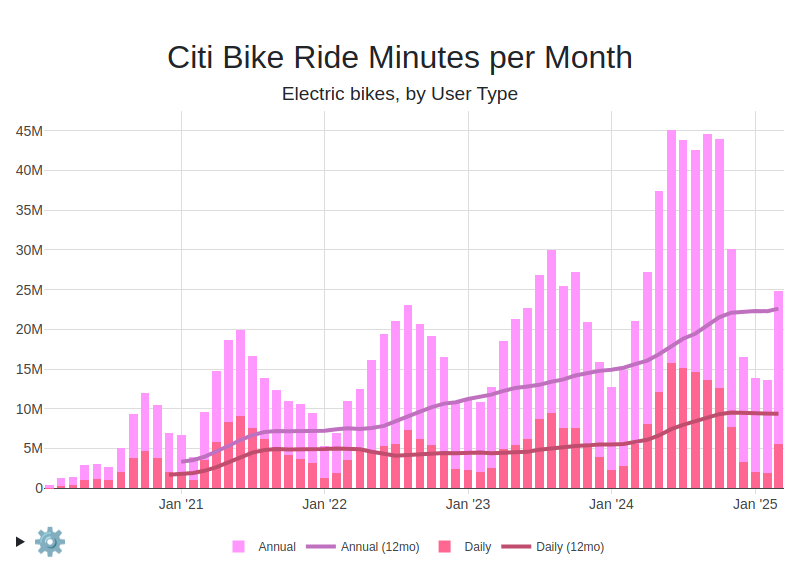 Citi Bike Ride Minutes per Month
Electric bikes, by User Type
45M
40M
35M
30M
25M
20M
15M
10M
5M
0
Jan '21 Jan '22 Jan '23 Jan '24 Jan '25
Annual Annual (12mo) Daily Daily (12mo)